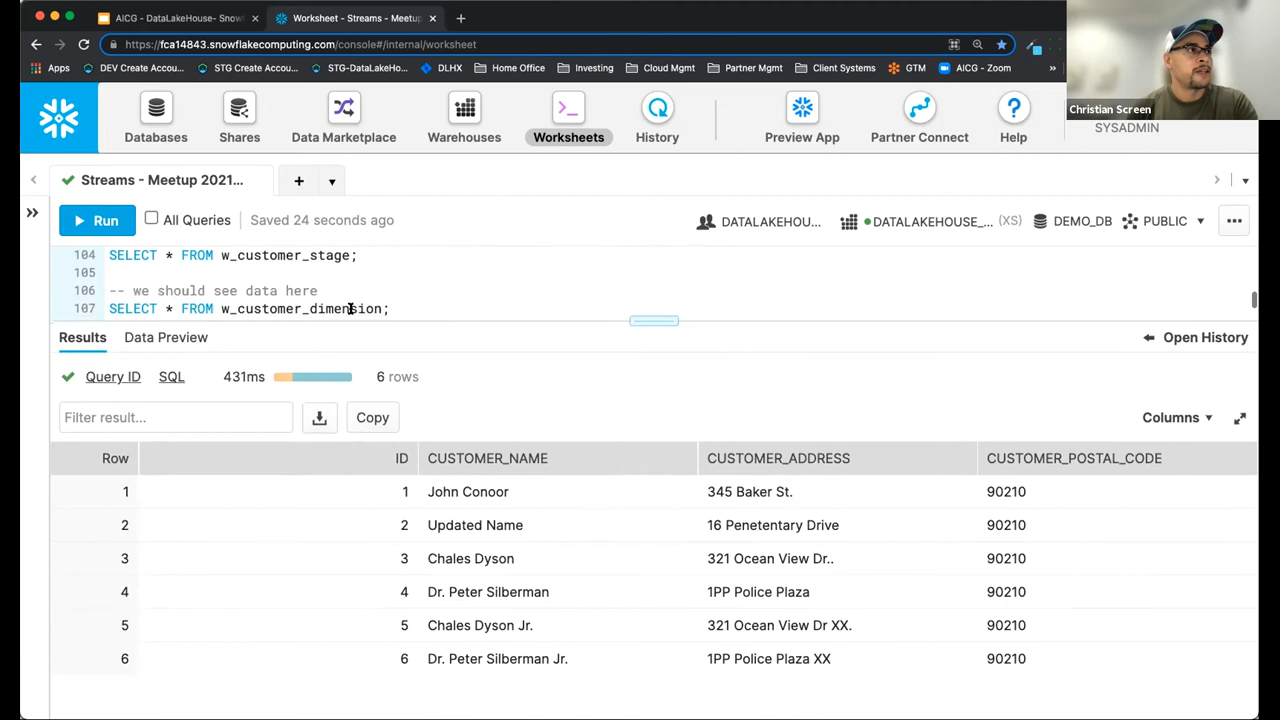 AICG - DataLakeHouse- Snowf
Worksheet - Streams - Meetup
https://fca14843.snowflakecomputing.com/console#/internal/worksheet
Apps DEV Create Accou... STG Create Accoun... STG-DataLakeHo... DLHX Home Office Investing Cloud Mgmt Partner Mgmt Client Systems GTM AICG - Zoom »
Christian Screen
Databases Shares Data Marketplace Warehouses Worksheets History Preview App Partner Connect Help SYSADMIN
Streams - Meetup 2021...
Run All Queries Saved 24 seconds ago DATALAKEHOU... DATALAKEHOUSE_... (XS) DEMO_DB PUBLIC
104 SELECT * FROM w_customer_stage;
105
106 -- we should see data here
107 SELECT * FROM w_customer_dimension;
Results Data Preview Open History
Query ID SQL 431ms 6 rows
Filter result... Copy Columns
Row ID CUSTOMER_NAME CUSTOMER_ADDRESS CUSTOMER_POSTAL_CODE
1 1 John Conoor 345 Baker St. 90210
2 2 Updated Name 16 Penetentary Drive 90210
3 3 Chales Dyson 321 Ocean View Dr.. 90210
4 4 Dr. Peter Silberman 1PP Police Plaza 90210
5 5 Chales Dyson Jr. 321 Ocean View Dr XX. 90210
6 6 Dr. Peter Silberman Jr. 1PP Police Plaza XX 90210